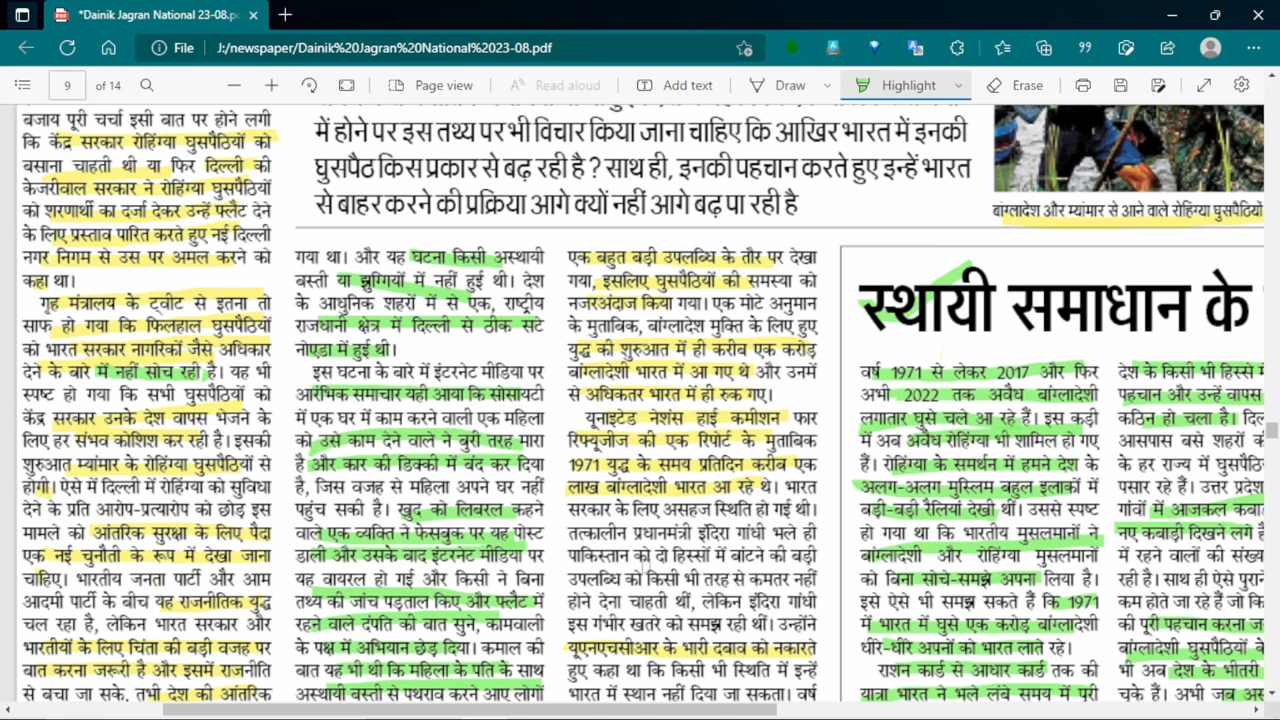 *Dainik Jagran National 23-08.p
File
J:/newspaper/Dainik%20Jagran%20National%2023-08.pdf
9 of 14
Page view
Read aloud
Add text
Draw
Highlight
Erase
बजाय पूरी चर्चा इसी बात पर होने लगी
कि केंद्र सरकार रोहिंग्या घुसपैठियों को
बसाना चाहती थी या फिर दिल्ली की
केजरीवाल सरकार ने रोहिंग्या घुसपैठियों
को शरणार्थी का दर्जा देकर उन्हें फ्लैट देने
के लिए प्रस्ताव पारित करते हुए नई दिल्ली
नगर निगम से उस पर अमल करने को
कहा था।
गृह मंत्रालय के ट्वीट से इतना तो
साफ हो गया कि फिलहाल घुसपैठियों
को भारत सरकार नागरिकों जैसे अधिकार
देने के बारे में नहीं सोच रही है। यह भी
स्पष्ट हो गया कि सभी घुसपैठियों को
केंद्र सरकार उनके देश वापस भेजने के
लिए हर संभव कोशिश कर रही है। इसकी
शुरुआत म्यांमार के रोहिंग्या घुसपैठियों से
होगी। ऐसे में दिल्ली में रोहिंग्या को सुविधा
देने के प्रति आरोप-प्रत्यारोप को छोड़ इस
मामले को आंतरिक सुरक्षा के लिए पैदा
एक नई चुनौती के रूप में देखा जाना
चाहिए। भारतीय जनता पार्टी और आम
आदमी पार्टी के बीच यह राजनीतिक युद्ध
चल रहा है, लेकिन भारत सरकार और
भारतीयों के लिए चिंता की बड़ी वजह पर
बात करना जरूरी है और इसमें राजनीति
से बचा जा सके, तभी देश की आंतरिक
में होने पर इस तथ्य पर भी विचार किया जाना चाहिए कि आखिर भारत में इनकी
घुसपैठ किस प्रकार से बढ़ रही है ? साथ ही, इनकी पहचान करते हुए इन्हें भारत
से बाहर करने की प्रक्रिया आगे क्यों नहीं आगे बढ़ पा रही है
गया था। और यह घटना किसी अस्थायी
बस्ती या झुग्गियों में नहीं हुई थी। देश
के आधुनिक शहरों में से एक, राष्ट्रीय
राजधानी क्षेत्र में दिल्ली से ठीक सटे
नोएडा में हुई थी।
इस घटना के बारे में इंटरनेट मीडिया पर
आरंभिक समाचार यही आया कि सोसायटी
में एक घर में काम करने वाली एक महिला
को उसे काम देने वाले ने बुरी तरह मारा
है और कार की डिक्की में बंद कर दिया
है, जिस वजह से महिला अपने घर नहीं
पहुंच सकी है। खुद को लिबरल कहने
वाले एक व्यक्ति ने फेसबुक पर यह पोस्ट
डाली और उसके बाद इंटरनेट मीडिया पर
यह वायरल हो गई और किसी ने बिना
तथ्य की जांच पड़ताल किए और फ्लैट में
रहने वाले दंपति की बात सुने, कामवाली
के पक्ष में अभियान छेड़ दिया। कमाल की
बात यह भी थी कि महिला के पति के साथ
अस्थायी बस्ती से पथराव करने आए लोगों
एक बहुत बड़ी उपलब्धि के तौर पर देखा
गया, इसलिए घुसपैठियों की समस्या को
नजरअंदाज किया गया। एक मोटे अनुमान
के मुताबिक, बांग्लादेश मुक्ति के लिए हुए
युद्ध की शुरुआत में ही करीब एक करोड़
बांग्लादेशी भारत में आ गए थे और उनमें
से अधिकतर भारत में ही रुक गए।
यूनाइटेड नेशंस हाई कमीशन फार
रिफ्यूजीज की एक रिपोर्ट के मुताबिक
1971 युद्ध के समय प्रतिदिन करीब एक
लाख बांग्लादेशी भारत आ रहे थे। भारत
सरकार के लिए असहज स्थिति हो गई थी।
तत्कालीन प्रधानमंत्री इंदिरा गांधी भले ही
पाकिस्तान को दो हिस्सों में बांटने की बड़ी
उपलब्धि को किसी भी तरह से कमतर नहीं
होने देना चाहती थीं, लेकिन इंदिरा गांधी
इस गंभीर खतरे को समझ रही थीं। उन्होंने
यूएनएचसीआर के भारी दबाव को नकारते
हुए कहा था कि किसी भी स्थिति में इन्हें
भारत में स्थान नहीं दिया जा सकता। वर्ष
बांग्लादेश और म्यांमार से आने वाले रोहिंग्या घुसपैठियों
स्थायी समाधान के
वर्ष 1971 से लेकर 2017 और फिर
अभी 2022 तक अवैध बांग्लादेशी
लगातार घुसे चले आ रहे हैं। इस कड़ी
में अब अवैध रोहिंग्या भी शामिल हो गए
हैं। रोहिंग्या के समर्थन में हमने देश के
अलग-अलग मुस्लिम बहुल इलाकों में
बड़ी-बड़ी रैलियां देखी थीं। उससे स्पष्ट
हो गया था कि भारतीय मुसलमानों ने
बांग्लादेशी और रोहिंग्या मुसलमानों
को बिना सोचे-समझे अपना लिया है।
इसे ऐसे भी समझ सकते हैं कि 1971
में भारत में घुसे एक करोड़ बांग्लादेशी
धीरे-धीरे अपनों को भारत लाते रहे।
राशन कार्ड से आधार कार्ड तक की
यात्रा भारत ने भले लंबे समय में पूरी
देश के किसी भी हिस्से में
पहचान और उन्हें वापस
कठिन हो चला है।
आसपास बसे शहरों
के हर राज्य में
पसार रहे हैं। उत्तर प्रदेश
गांवों में आजकल
नए कबाड़ी दिखने लगे
में रहने वालों की
रही है। साथ ही ऐसे
कम होते जा रहे हैं जो
की पूरी पहचान करना
बांग्लादेशी घुसपैठियों
भी अब देश के भीतरी
चुके हैं। अभी जब